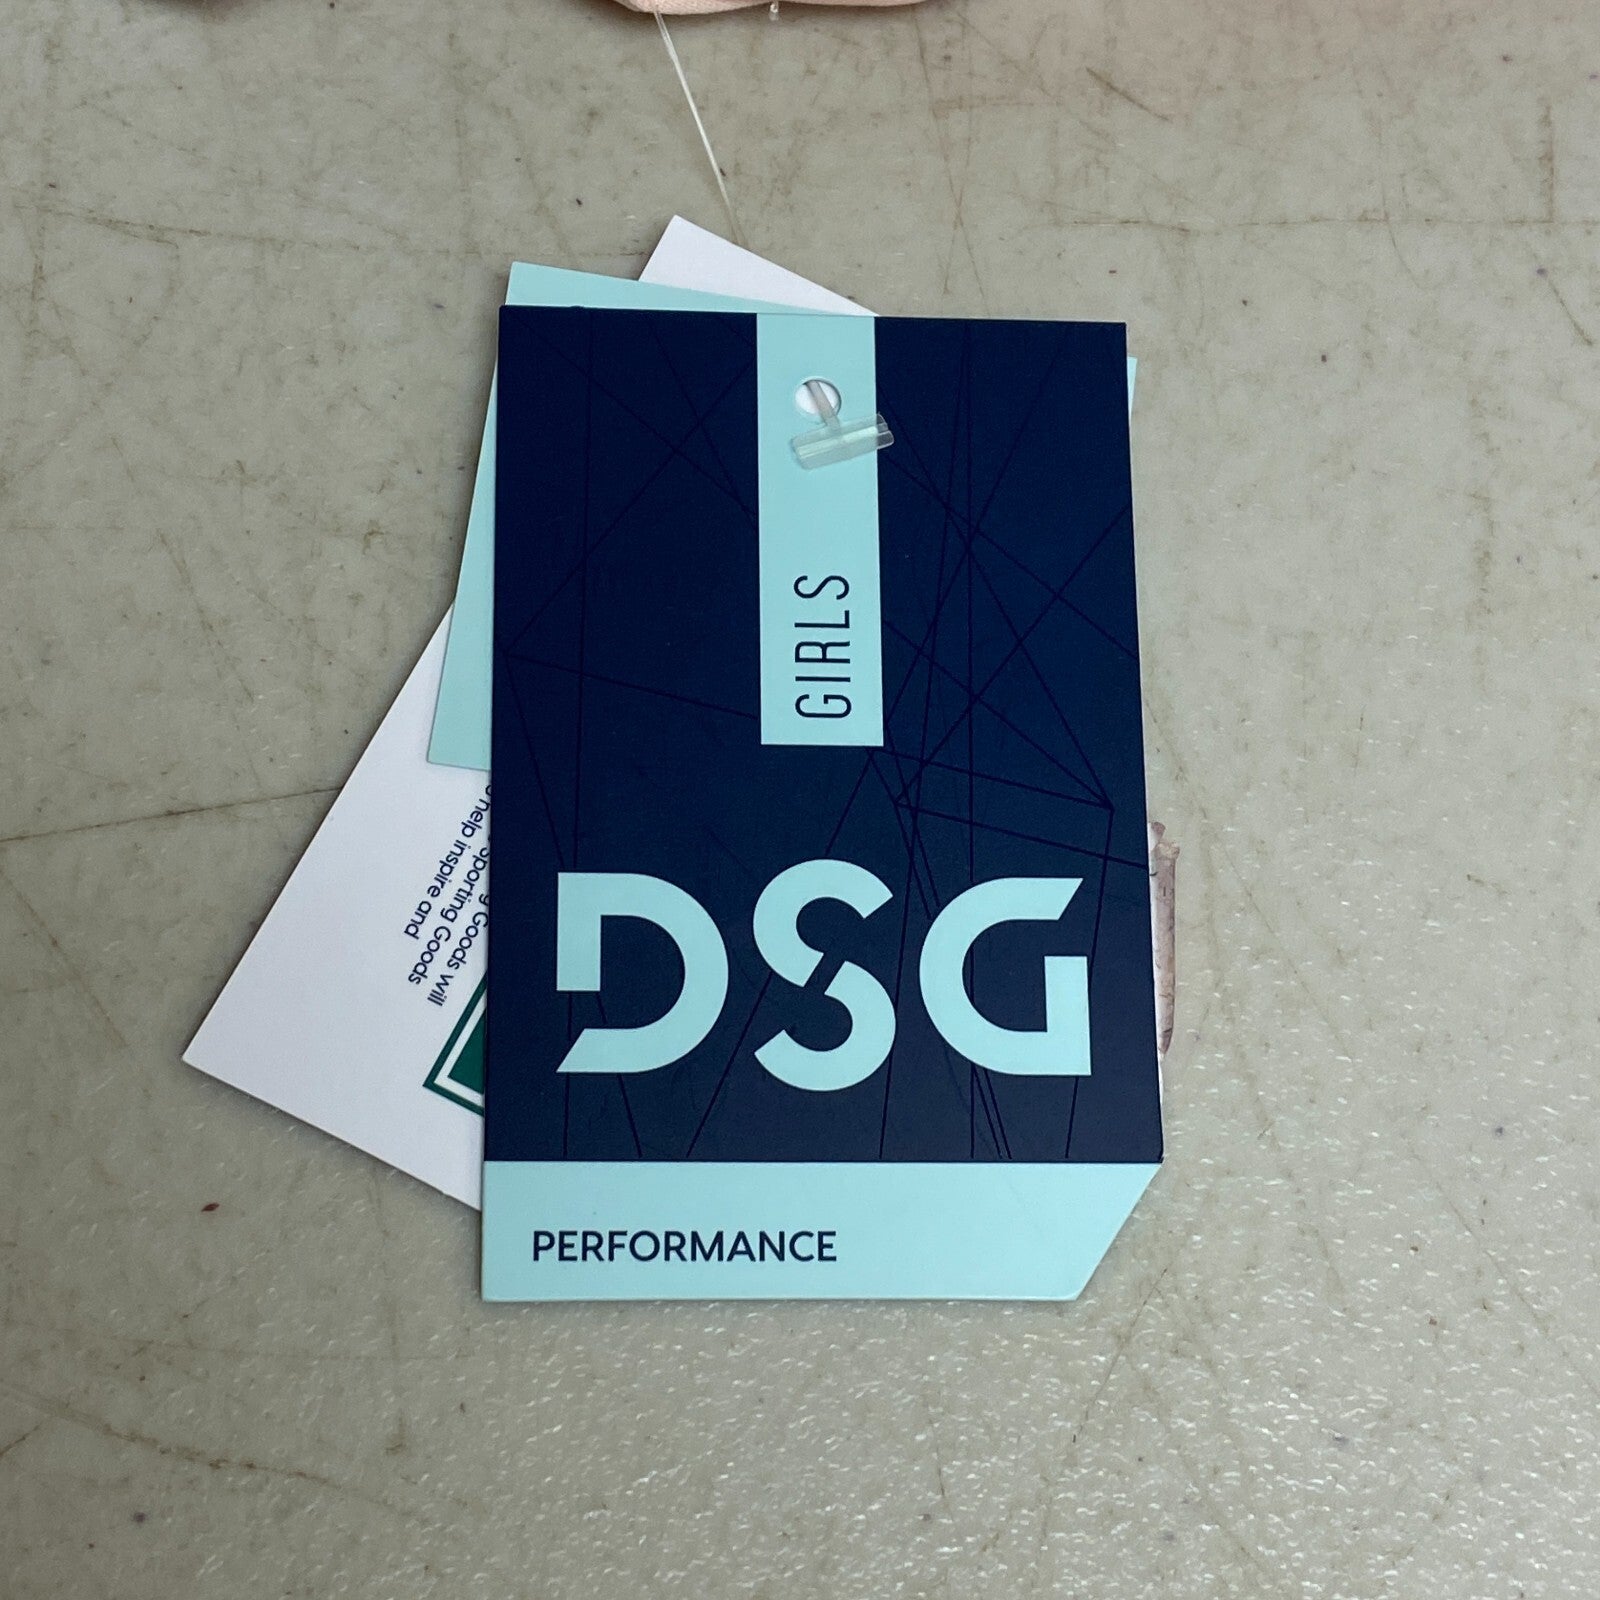 GIRLS
DSG
PERFORMANCE
Goods will
Sporting Goods
help inspire and